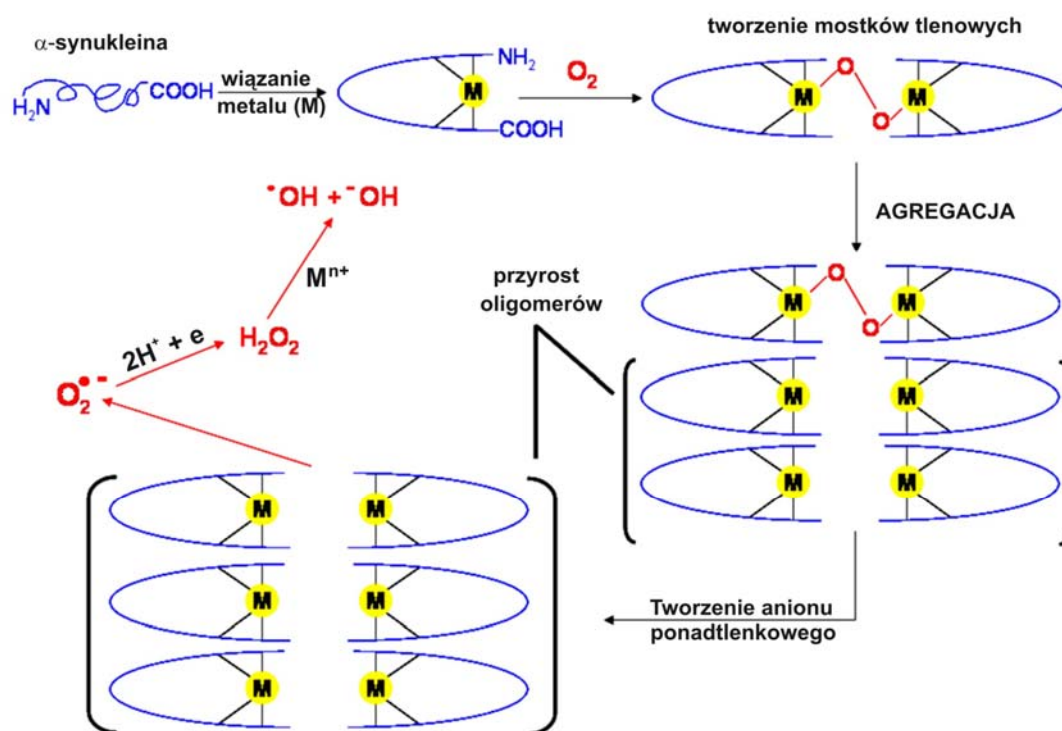 α-synukleina
H₂N
COOH
wiązanie
metalu (M)
NH₂
M
COOH
O₂
tworzenie mostków tlenowych
M
O
O
M
AGREGACJA
przyrost
oligomerów
M
O
O
M
M
M
M
M
Tworzenie anionu
ponadtlenkowego
M
M
M
M
M
M
O₂•⁻
2H⁺ + e
H₂O₂
Mⁿ⁺
•OH + ⁻OH